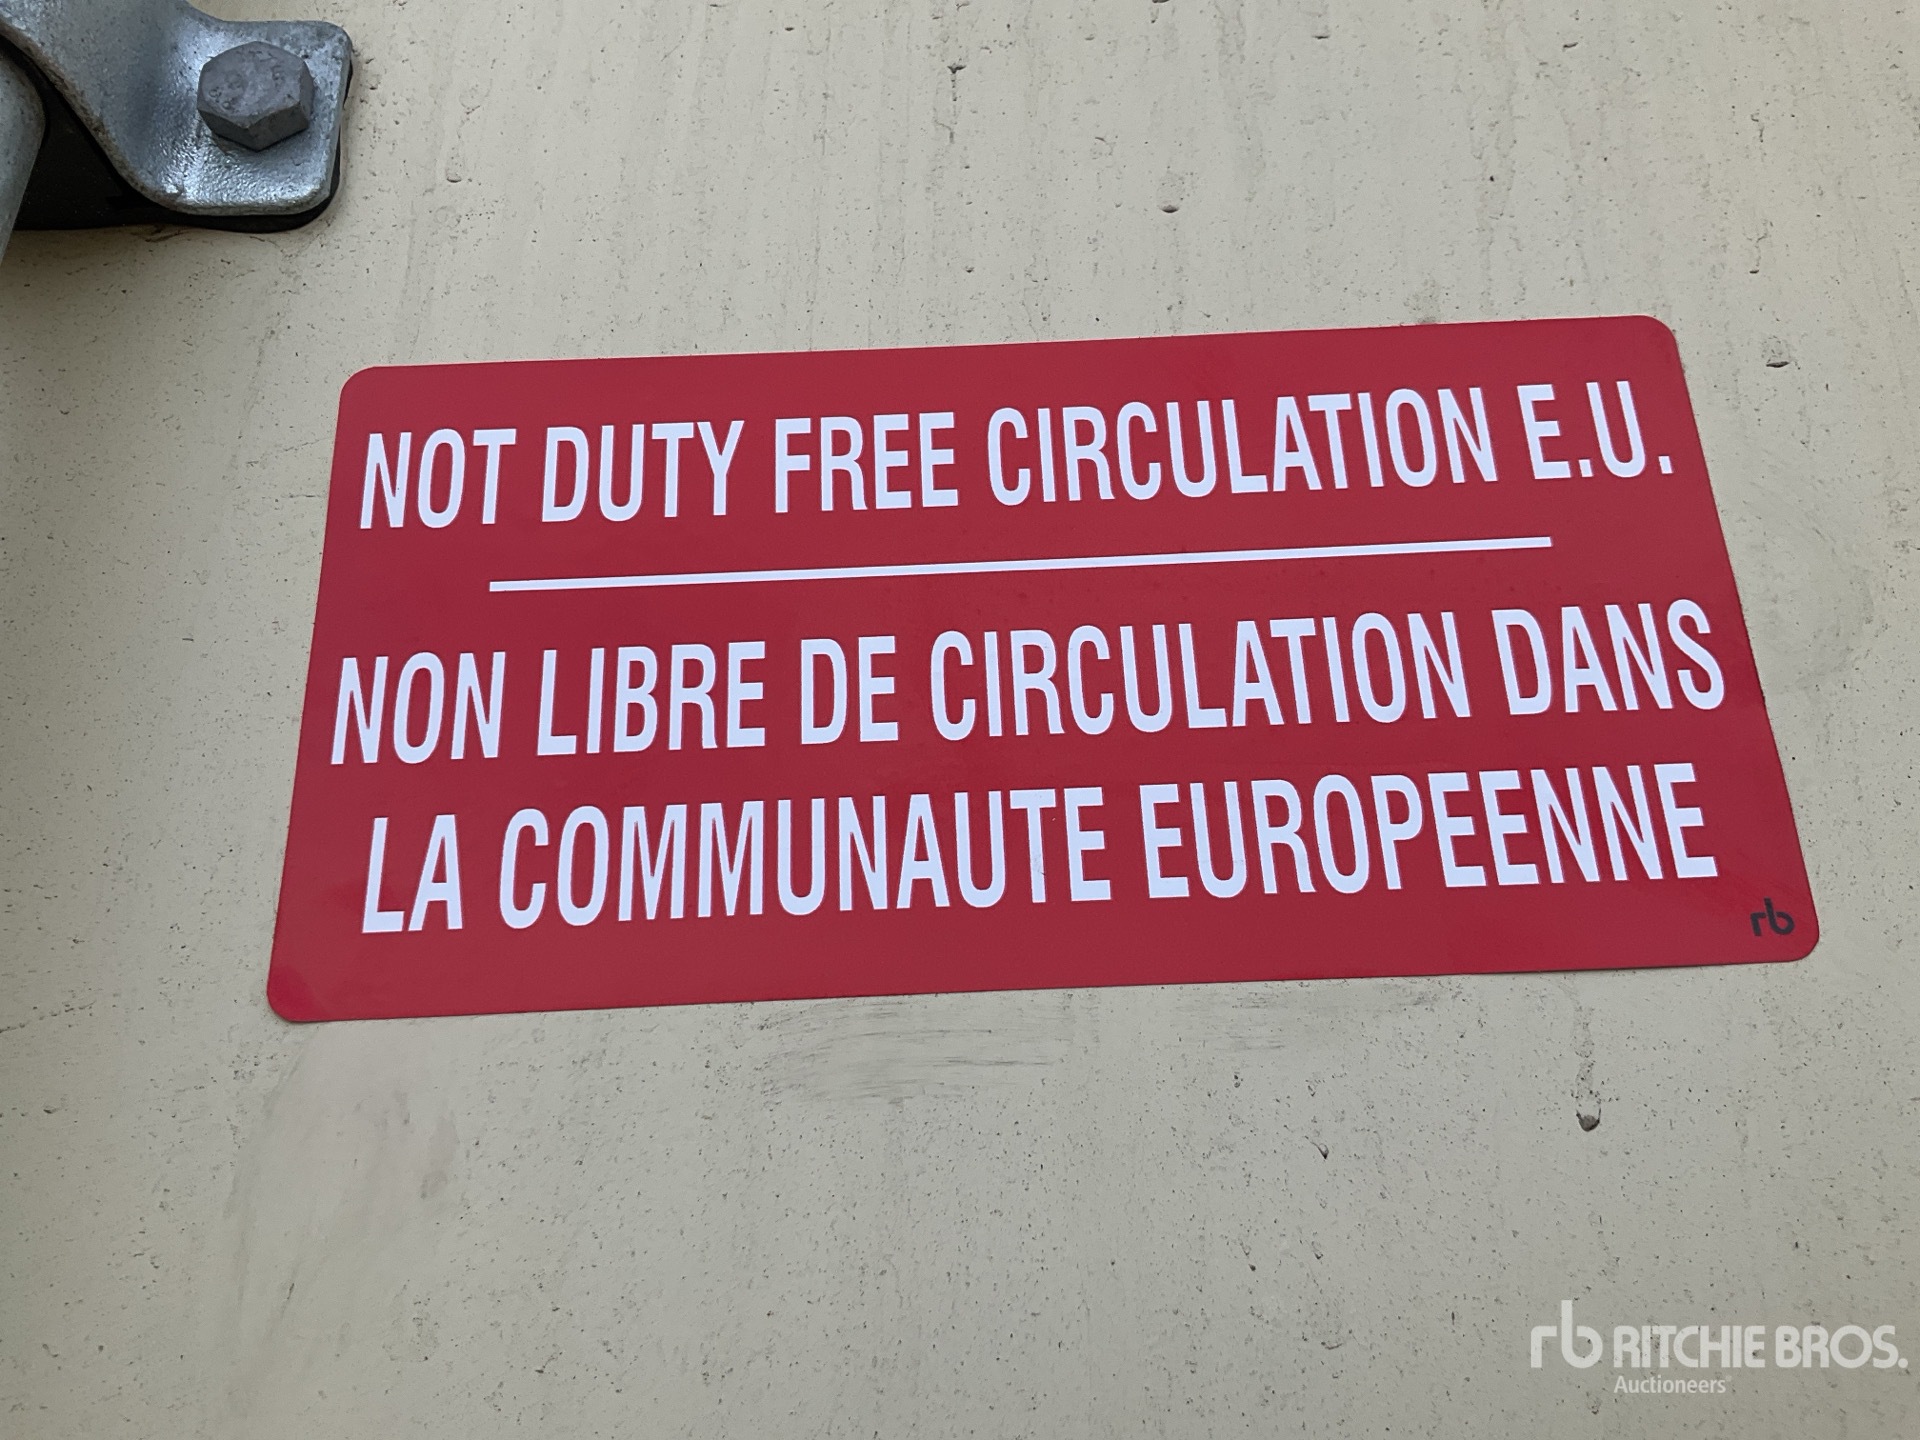 NOT DUTY FREE CIRCULATION E.U.
NON LIBRE DE CIRCULATION DANS
LA COMMUNAUTE EUROPEENNE
rb
rb RITCHIE BROS.
Auctioneers